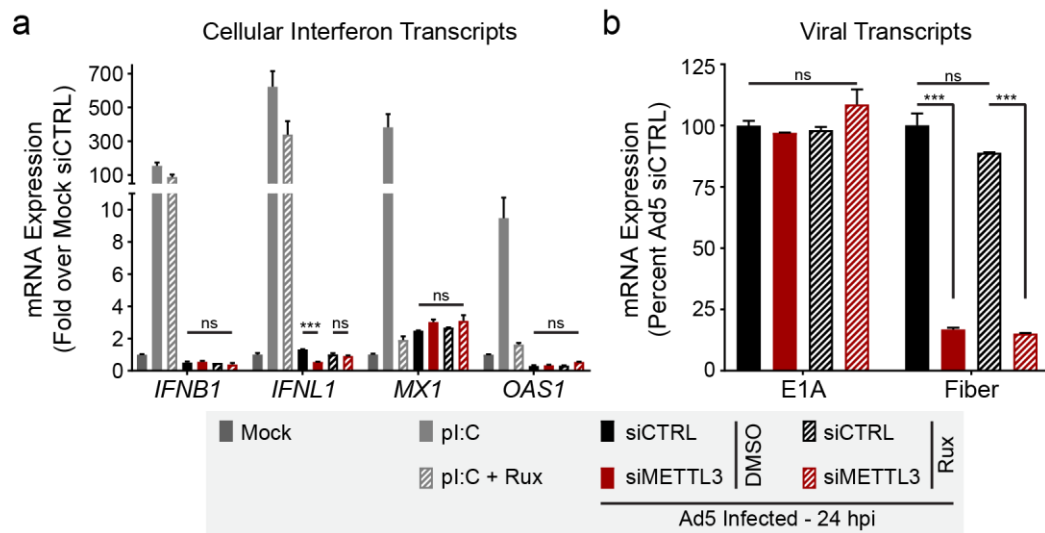 a
Cellular Interferon Transcripts
mRNA Expression
(Fold over Mock siCTRL)
700
500
300
100
10
8
6
4
2
0
ns
***
ns
ns
ns
IFNB1
IFNL1
MX1
OAS1
b
Viral Transcripts
mRNA Expression
(Percent Ad5 siCTRL)
125
100
75
50
25
0
ns
ns
***
***
E1A
Fiber
Mock
pI:C
siCTRL
siCTRL
pI:C + Rux
siMETTL3
DMSO
siMETTL3
Rux
Ad5 Infected - 24 hpi